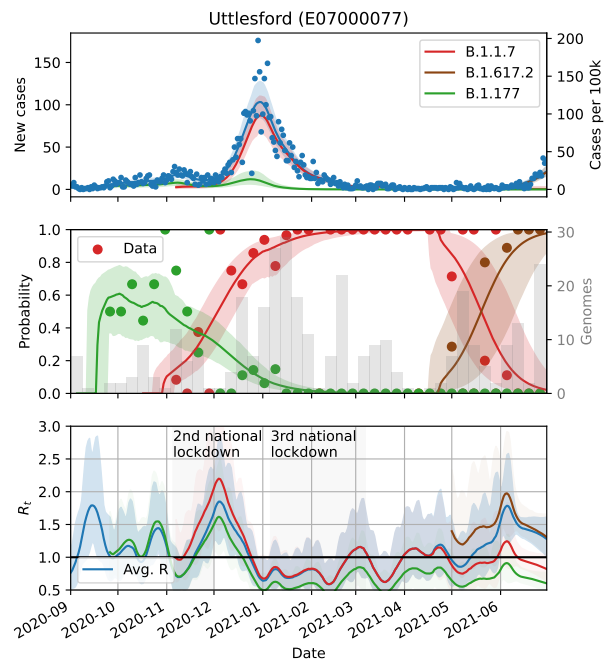 Uttlesford (E07000077)
New cases
150
100
50
0
B.1.1.7
B.1.617.2
B.1.177
200
150
100
50
0
Cases per 100k
Probability
1.0
0.8
0.6
0.4
0.2
0.0
Data
30
20
10
0
Genomes
R_t
3.0
2.5
2.0
1.5
1.0
0.5
2nd national
lockdown
3rd national
lockdown
Avg. R
2020-09
2020-10
2020-11
2020-12
2021-01
2021-02
2021-03
2021-04
2021-05
2021-06
Date